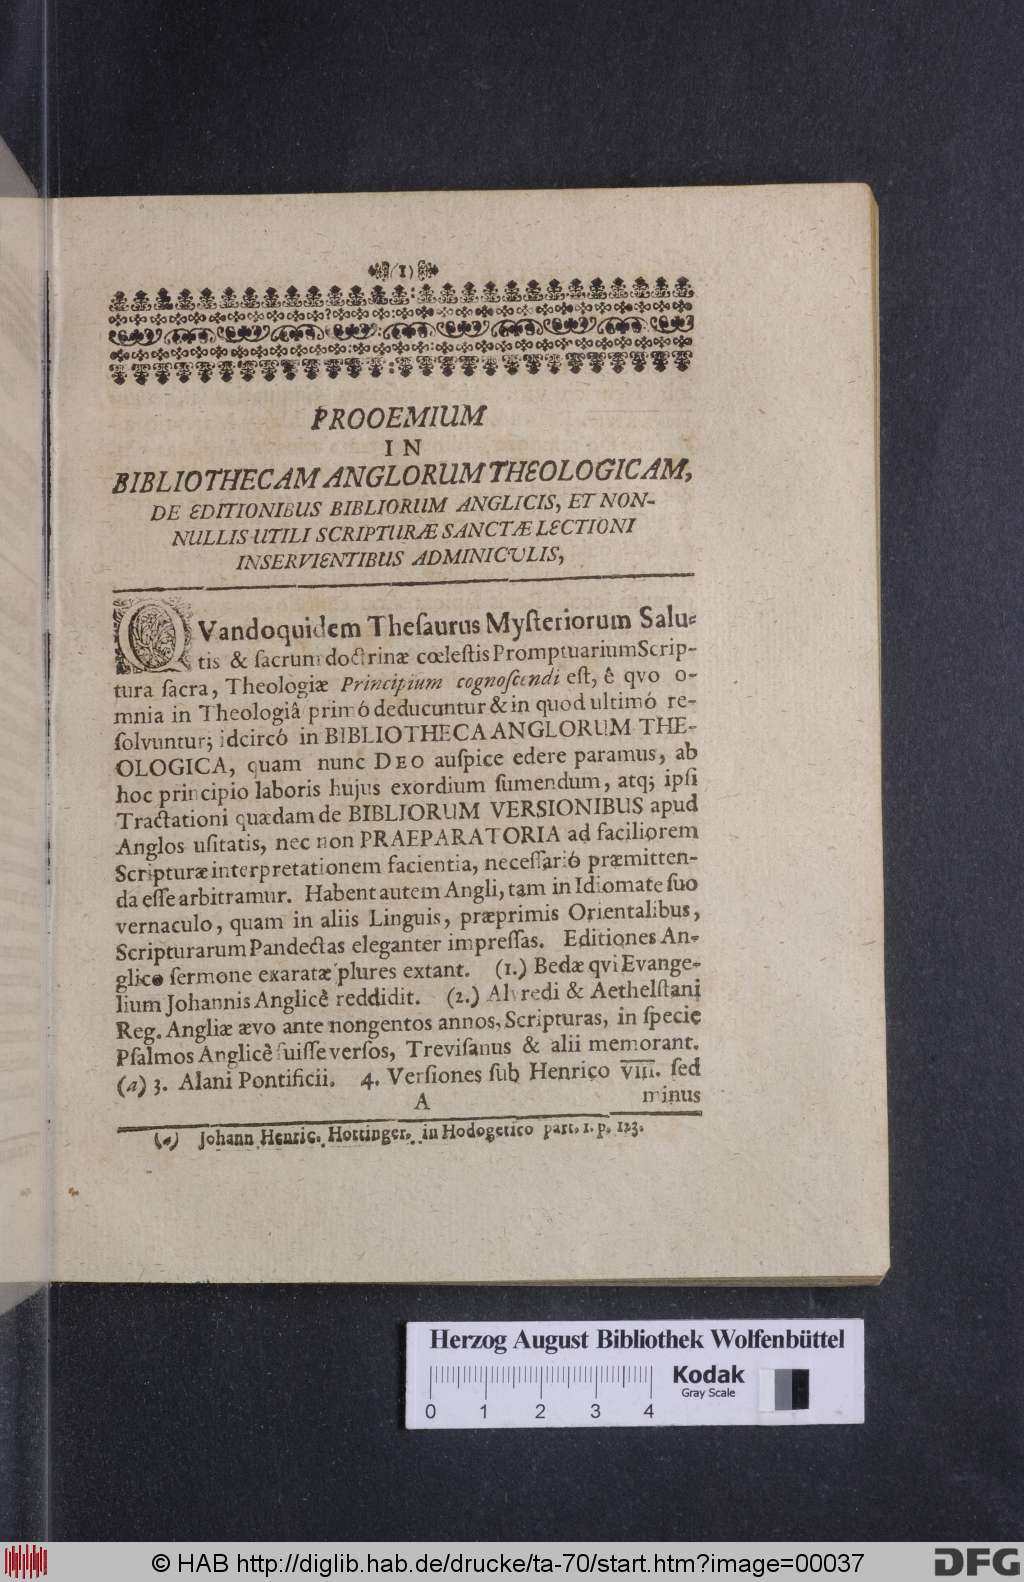 (1)
PROOEMIUM
IN
BIBLIOTHECAM ANGLORUM THEOLOGICAM,
DE EDITIONIBUS BIBLIORUM ANGLICIS, ET NON-
NULLIS UTILI SCRIPTURÆ SANCTÆ LECTIONI
INSERVIENTIBUS ADMINICVLIS,
QVandoquidem Theſaurus Myſteriorum Salu-
tis & ſacrum doctrinæ cœleſtis Promptuarium Scrip-
tura ſacra, Theologiæ Principium cognoſcendi eſt, ê qvo o-
mnia in Theologiâ primó deducuntur & in quod ultimó re-
ſolvuntur; idcircó in BIBLIOTHECA ANGLORUM THE-
OLOGICA, quam nunc DEO auſpice edere paramus, ab
hoc principio laboris hujus exordium ſumendum, atq; ipſi
Tractationi quædam de BIBLIORUM VERSIONIBUS apud
Anglos uſitatis, nec non PRAEPARATORIA ad faciliorem
Scripturæ interpretationem facientia, neceſſarió præmitten-
da eſſe arbitramur. Habent autem Angli, tam in Idiomate ſuo
vernaculo, quam in aliis Linguis, præprimis Orientalibus,
Scripturarum Pandectas eleganter impreſſas. Editiones An-
glico ſermone exaratæ plures extant. (1.) Bedæ qvi Evange-
lium Johannis Anglicè reddidit. (2.) Alvredi & Aethelſtani
Reg. Angliæ ævo ante nongentos annos, Scripturas, in ſpecie
Pſalmos Anglicè fuiſſe verſos, Treviſanus & alii memorant.
(a) 3. Alani Pontificii. 4. Verſiones ſub Henrico VIII. ſed
A minus
(a) Johann Henric. Hottinger. in Hodogetico part. 1. p. 123.
Herzog August Bibliothek Wolfenbüttel
Kodak
Gray Scale
0 1 2 3 4
© HAB http://diglib.hab.de/drucke/ta-70/start.htm?image=00037
DFG